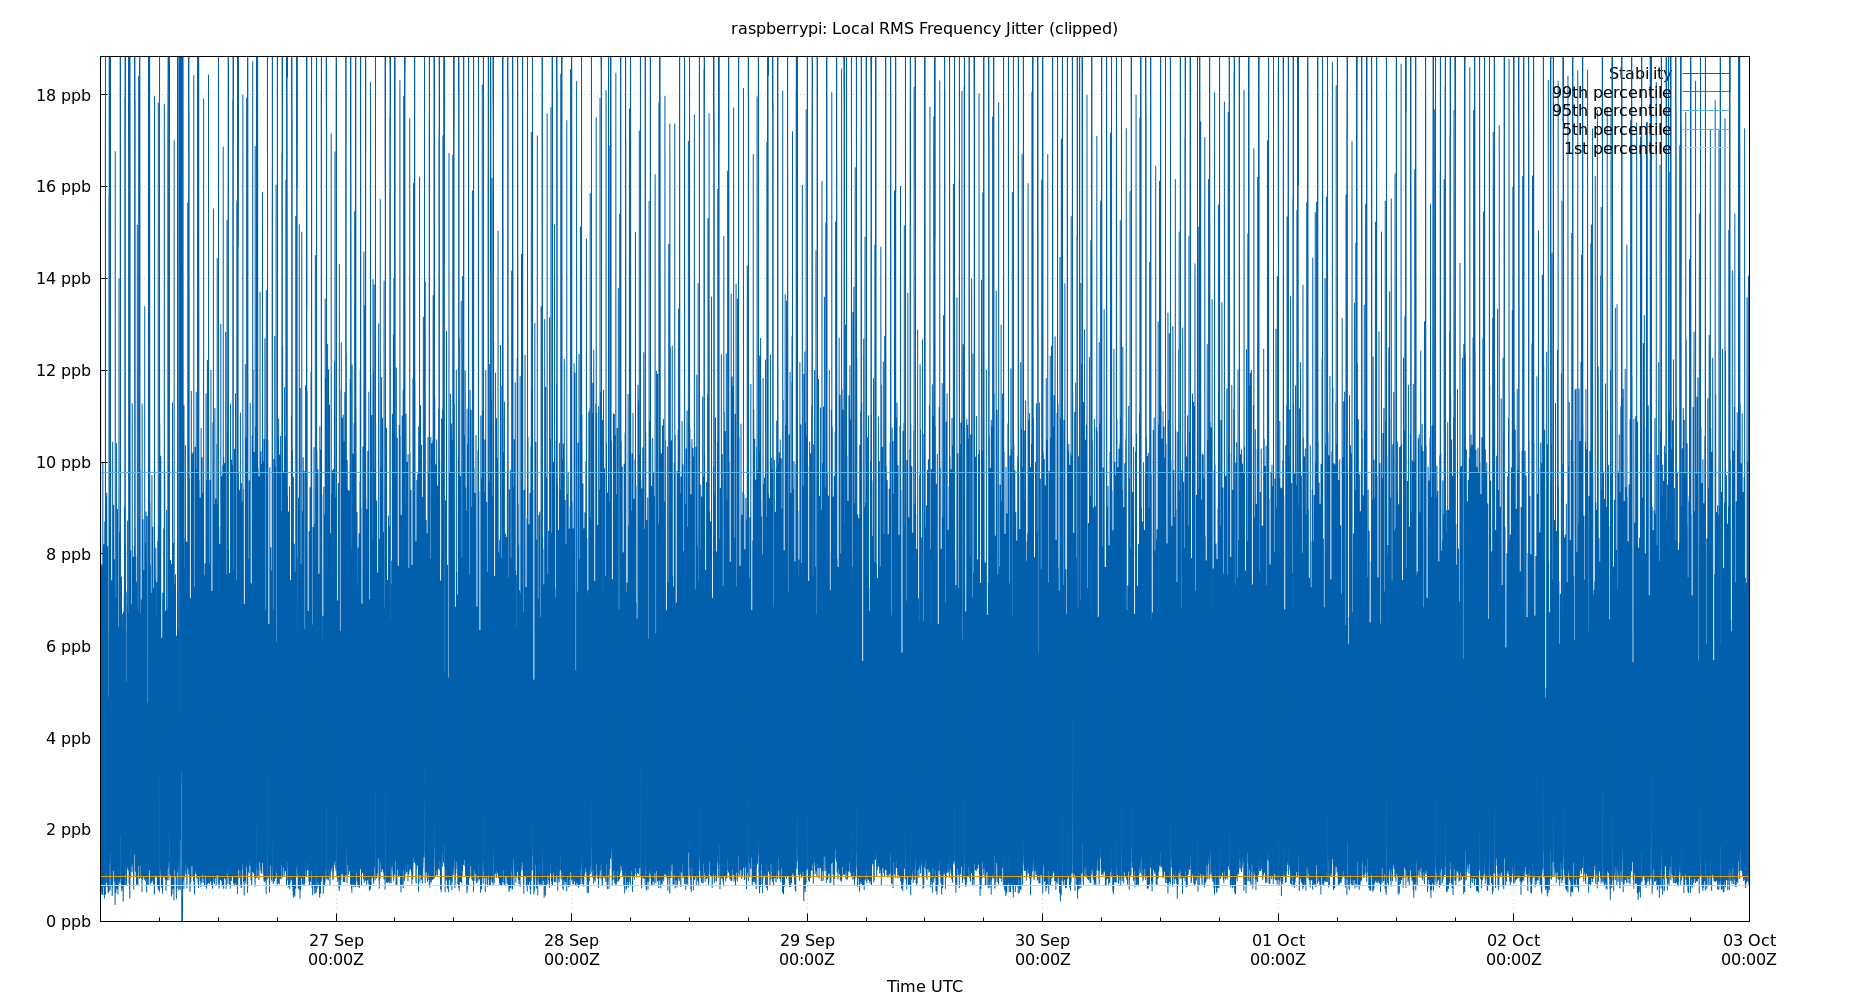 raspberrypi: Local RMS Frequency Jitter (clipped)
Stability
99th percentile
95th percentile
5th percentile
1st percentile
18 ppb
16 ppb
14 ppb
12 ppb
10 ppb
8 ppb
6 ppb
4 ppb
2 ppb
0 ppb
27 Sep
00:00Z
28 Sep
00:00Z
29 Sep
00:00Z
30 Sep
00:00Z
01 Oct
00:00Z
02 Oct
00:00Z
03 Oct
00:00Z
Time UTC